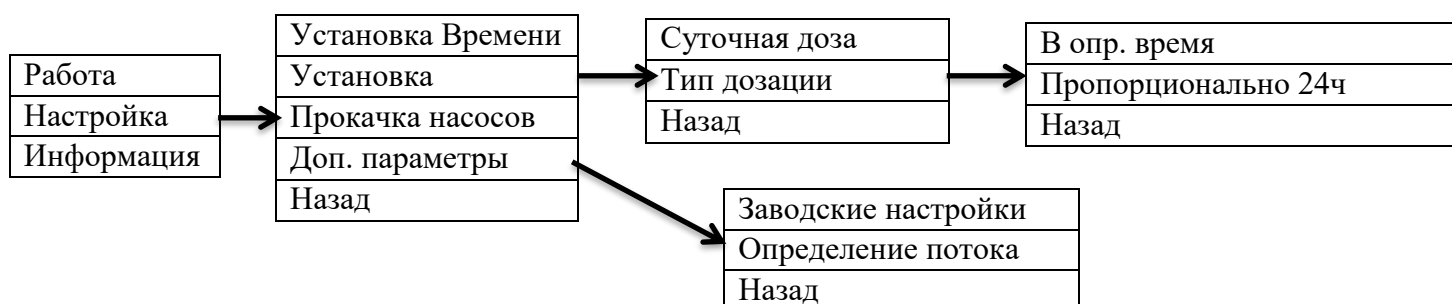 Работа
Настройка
Информация
Установка Времени
Установка
Прокачка насосов
Доп. параметры
Назад
Суточная доза
Тип дозации
Назад
В опр. время
Пропорционально 24ч
Назад
Заводские настройки
Определение потока
Назад